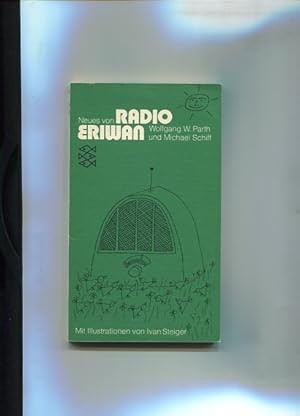 Neues von RADIO
ERIWAN
Wolfgang W. Parth
und Michael Schiff
Mit Illustrationen von Ivan Steiger